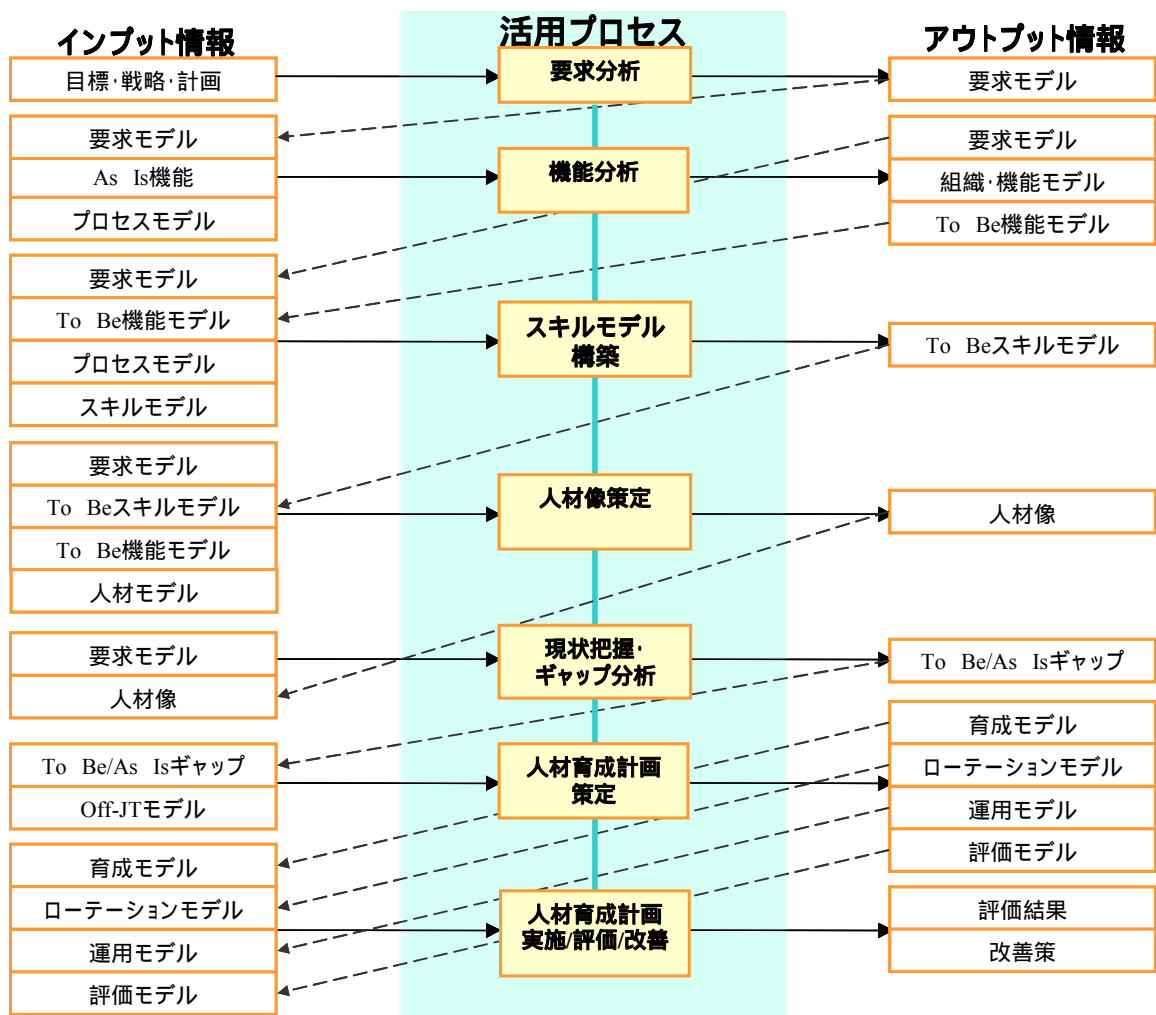 インプット情報
活用プロセス
アウトプット情報
目標・戦略・計画
要求分析
要求モデル
要求モデル
As Is機能
プロセスモデル
機能分析
要求モデル
組織・機能モデル
To Be機能モデル
要求モデル
To Be機能モデル
プロセスモデル
スキルモデル
スキルモデル
構築
To Beスキルモデル
要求モデル
To Beスキルモデル
To Be機能モデル
人材モデル
人材像策定
人材像
要求モデル
人材像
現状把握・
ギャップ分析
To Be/As Isギャップ
To Be/As Isギャップ
Off-JTモデル
人材育成計画
策定
育成モデル
ローテーションモデル
運用モデル
評価モデル
育成モデル
ローテーションモデル
運用モデル
評価モデル
人材育成計画
実施/評価/改善
評価結果
改善策